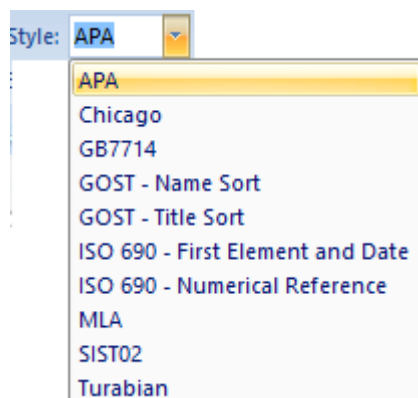 Style: APA
APA
Chicago
GB7714
GOST - Name Sort
GOST - Title Sort
ISO 690 - First Element and Date
ISO 690 - Numerical Reference
MLA
SIST02
Turabian